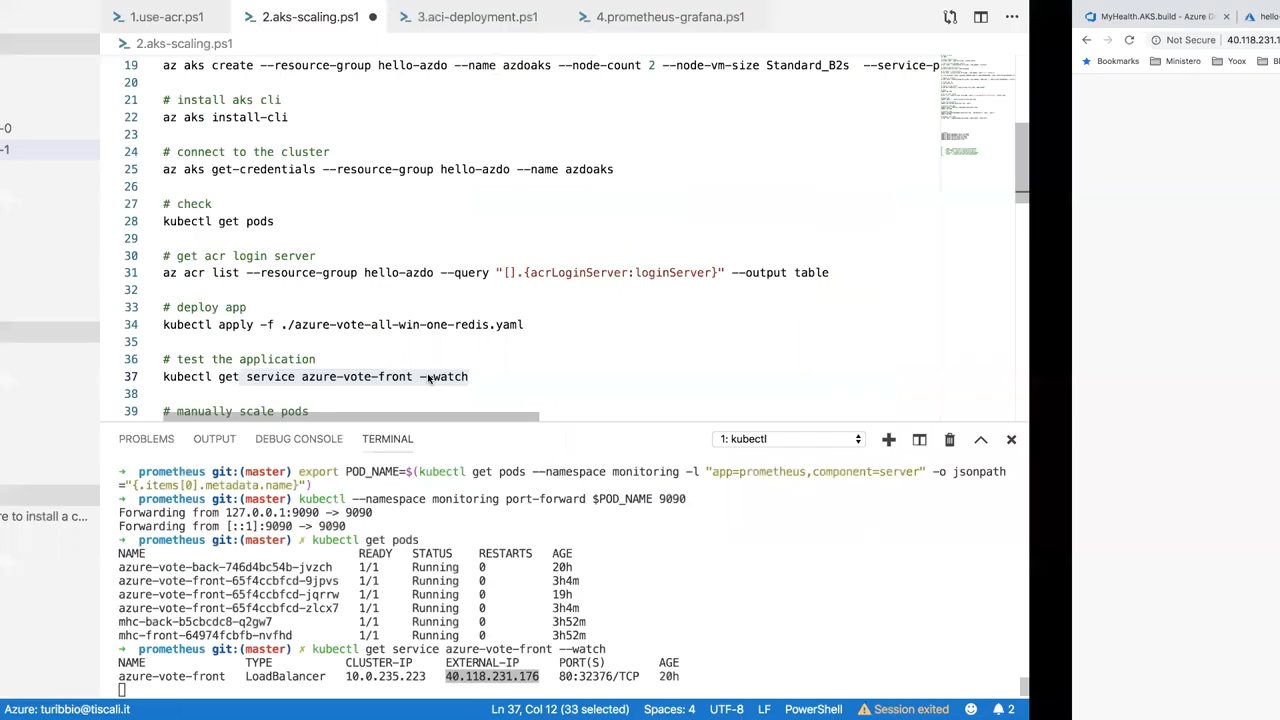 1.use-acr.ps1 2.aks-scaling.ps1 3.aci-deployment.ps1 4.prometheus-grafana.ps1
MyHealth.AKS.build - Azure D hello
2.aks-scaling.ps1
Not Secure 40.118.231.1
Bookmarks Ministero Yoox
19 az aks create --resource-group hello-azdo --name azdoaks --node-count 2 --node-vm-size Standard_B2s --service-p
20
21 # install aks cli
22 az aks install-cli
23
24 # connect to aks cluster
25 az aks get-credentials --resource-group hello-azdo --name azdoaks
26
27 # check
28 kubectl get pods
29
30 # get acr login server
31 az acr list --resource-group hello-azdo --query "[].{acrLoginServer:loginServer}" --output table
32
33 # deploy app
34 kubectl apply -f ./azure-vote-all-win-one-redis.yaml
35
36 # test the application
37 kubectl get service azure-vote-front --watch
38
39 # manually scale pods
-0
-1
re to install a c...
PROBLEMS OUTPUT DEBUG CONSOLE TERMINAL 1: kubectl
➜ prometheus git:(master) export POD_NAME=$(kubectl get pods --namespace monitoring -l "app=prometheus,component=server" -o jsonpath
="{.items[0].metadata.name}")
➜ prometheus git:(master) kubectl --namespace monitoring port-forward $POD_NAME 9090
Forwarding from 127.0.0.1:9090 -> 9090
Forwarding from [::1]:9090 -> 9090
➜ prometheus git:(master) ✗ kubectl get pods
NAME READY STATUS RESTARTS AGE
azure-vote-back-746d4bc54b-jvzch 1/1 Running 0 20h
azure-vote-front-65f4ccbfcd-9jpvs 1/1 Running 0 3h4m
azure-vote-front-65f4ccbfcd-jqrrw 1/1 Running 0 19h
azure-vote-front-65f4ccbfcd-zlcx7 1/1 Running 0 3h4m
mhc-back-b5cbcdc8-q2gw7 1/1 Running 0 3h52m
mhc-front-64974fcbfb-nvfhd 1/1 Running 0 3h52m
➜ prometheus git:(master) ✗ kubectl get service azure-vote-front --watch
NAME TYPE CLUSTER-IP EXTERNAL-IP PORT(S) AGE
azure-vote-front LoadBalancer 10.0.235.223 40.118.231.176 80:32376/TCP 20h
Azure: turibbio@tiscali.it Ln 37, Col 12 (33 selected) Spaces: 4 UTF-8 LF PowerShell Session exited 2